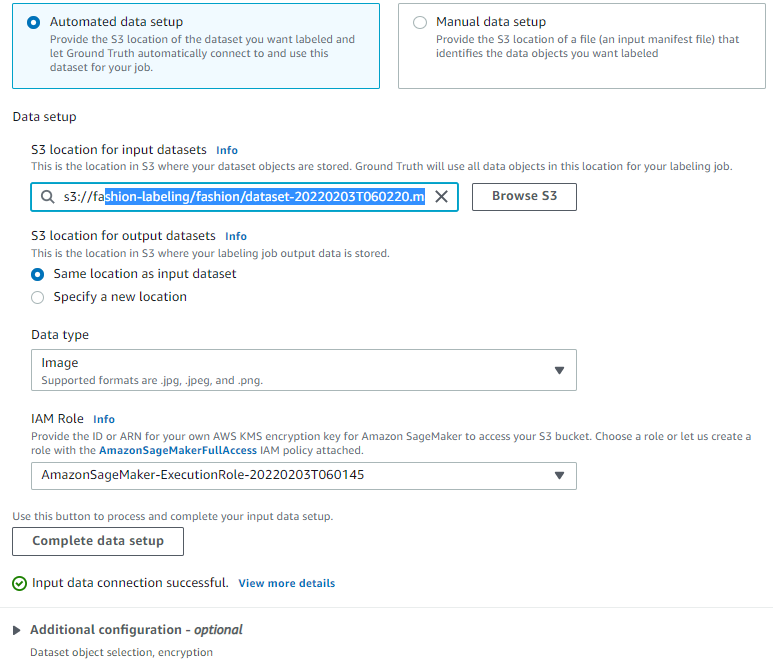 Automated data setup
Provide the S3 location of the dataset you want labeled and
let Ground Truth automatically connect to and use this
dataset for your job.
Manual data setup
Provide the S3 location of a file (an input manifest file) that
identifies the data objects you want labeled
Data setup
S3 location for input datasets Info
This is the location in S3 where your dataset objects are stored. Ground Truth will use all data objects in this location for your labeling job.
s3://fashion-labeling/fashion/dataset-20220203T060220.m
Browse S3
S3 location for output datasets Info
This is the location in S3 where your labeling job output data is stored.
Same location as input dataset
Specify a new location
Data type
Image
Supported formats are .jpg, .jpeg, and .png.
IAM Role Info
Provide the ID or ARN for your own AWS KMS encryption key for Amazon SageMaker to access your S3 bucket. Choose a role or let us create a
role with the AmazonSageMakerFullAccess IAM policy attached.
AmazonSageMaker-ExecutionRole-20220203T060145
Use this button to process and complete your input data setup.
Complete data setup
Input data connection successful. View more details
Additional configuration - optional
Dataset object selection, encryption